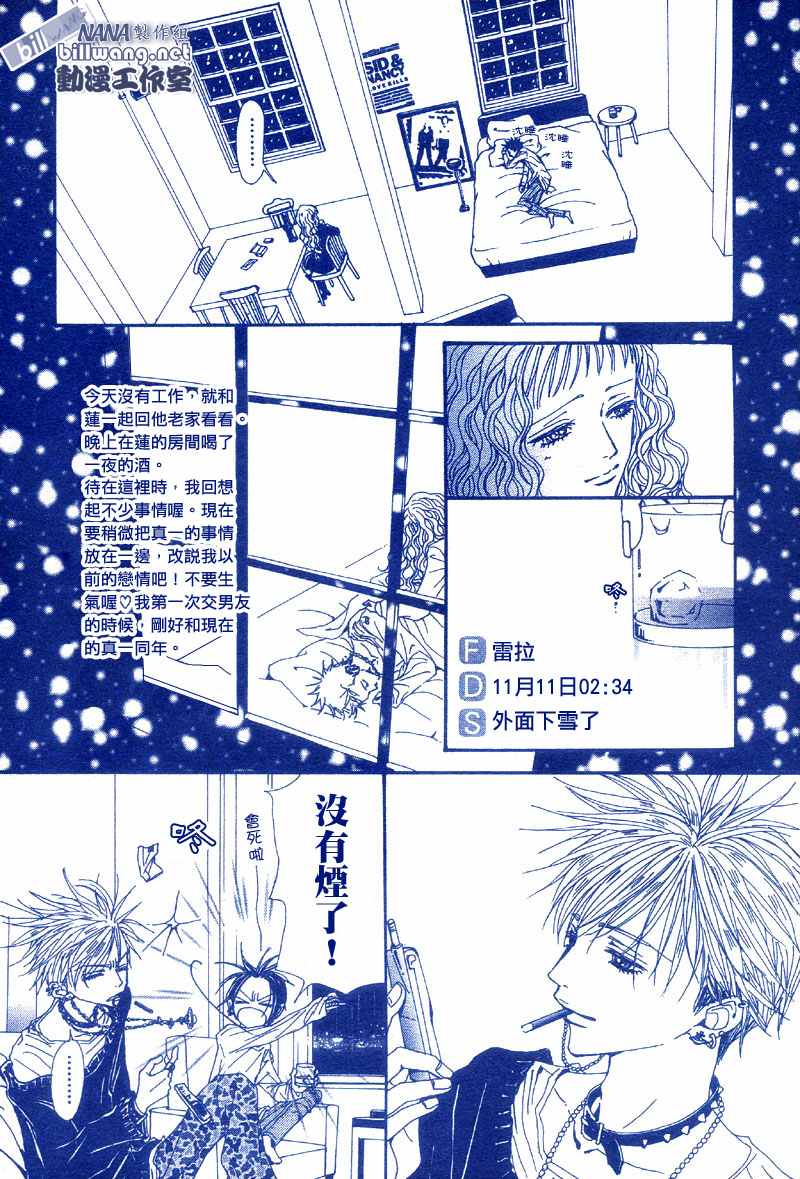 NANA製作組
billwang.net
動漫工作室
bill
SID &
NANCY
LOVE KILLS
………
沈睡
沈睡
沈睡
今天沒有工作，就和
蓮一起回他老家看看。
晚上在蓮的房間喝了
一夜的酒。
待在這裡時，我回想
起不少事情喔。現在
要稍微把真一的事情
放在一邊，改說我以
前的戀情吧！不要生
氣喔♡我第一次交男友
的時候，剛好和現在
的真一同年。
咚
F 雷拉
D 11月11日02:34
S 外面下雪了
沒有煙了！
會死啦
咚
………